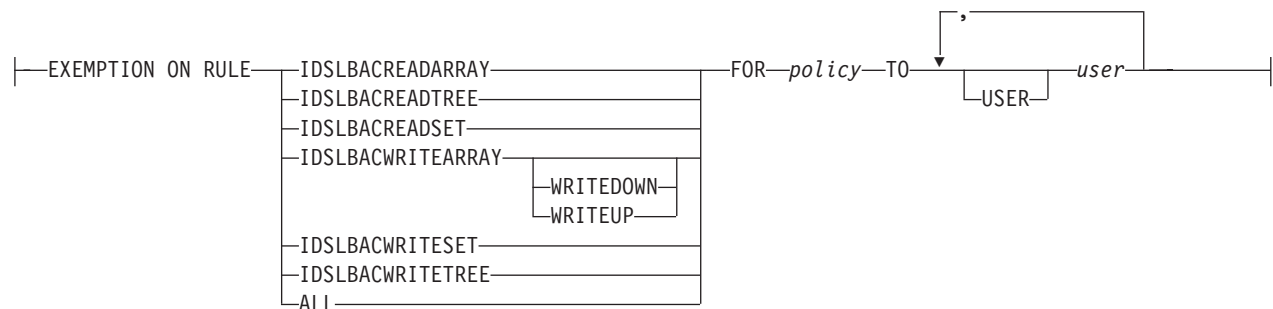 ,
EXEMPTION ON RULE IDSLBACREADARRAY FOR policy TO user
IDSLBACREADTREE USER
IDSLBACREADSET
IDSLBACWRITEARRAY
WRITEDOWN
WRITEUP
IDSLBACWRITESET
IDSLBACWRITETREE
ALL